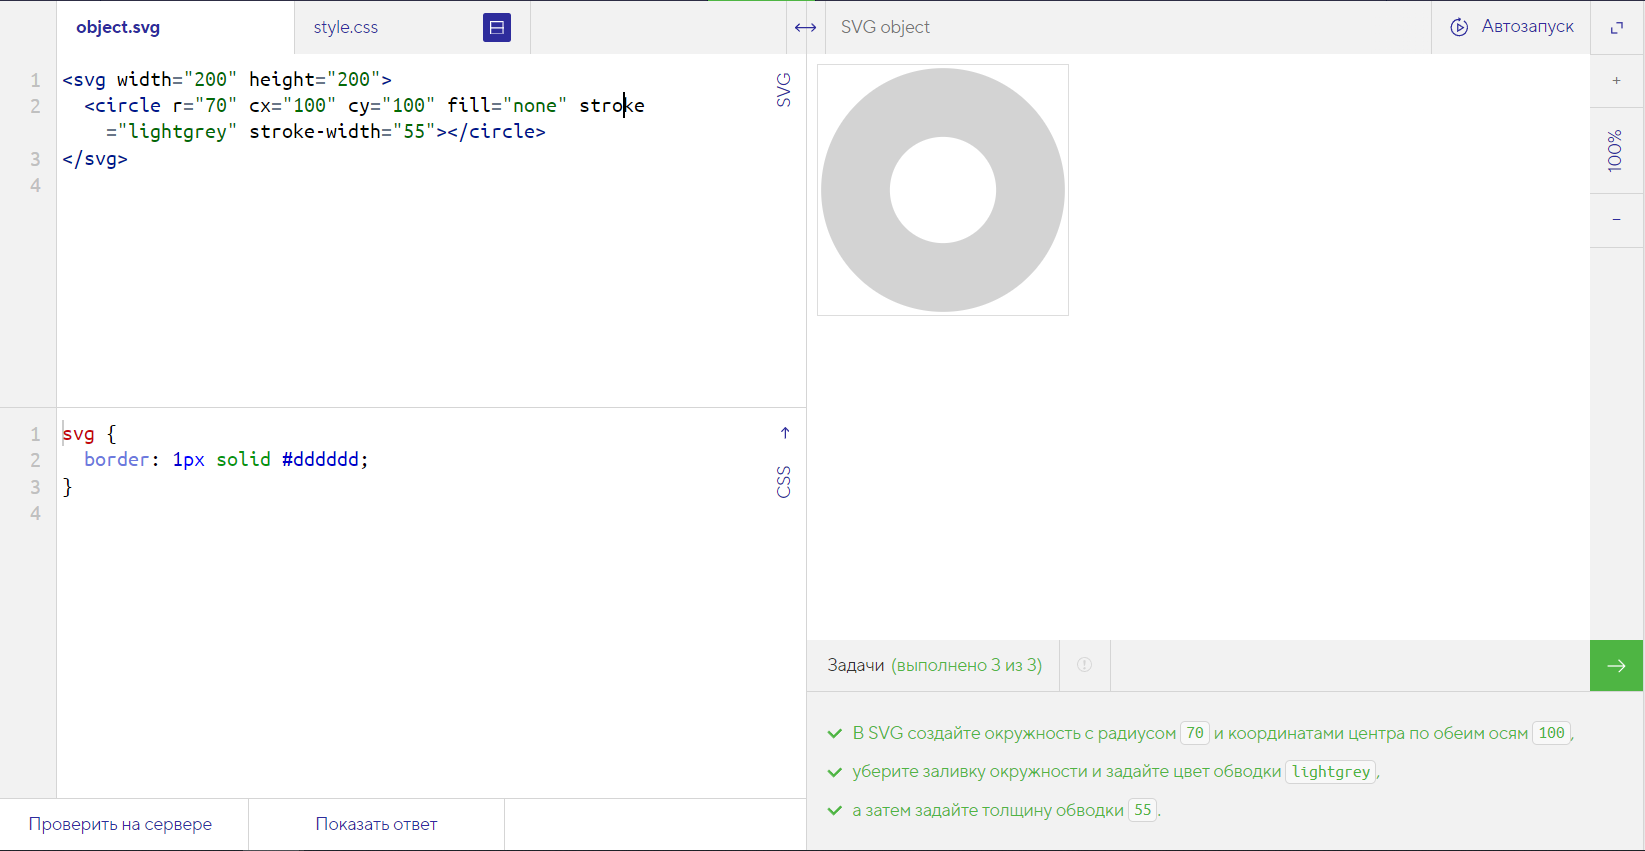 object.svg
style.css
SVG object
Автозапуск
1
<svg width="200" height="200">
2
<circle r="70" cx="100" cy="100" fill="none" stroke
="lightgrey" stroke-width="55"></circle>
3
</svg>
4
SVG
+
100%
−
1
svg {
2
border: 1px solid #dddddd;
3
}
4
CSS
Проверить на сервере
Показать ответ
Задачи (выполнено 3 из 3)
В SVG создайте окружность с радиусом 70 и координатами центра по обеим осям 100,
уберите заливку окружности и задайте цвет обводки lightgrey,
а затем задайте толщину обводки 55.